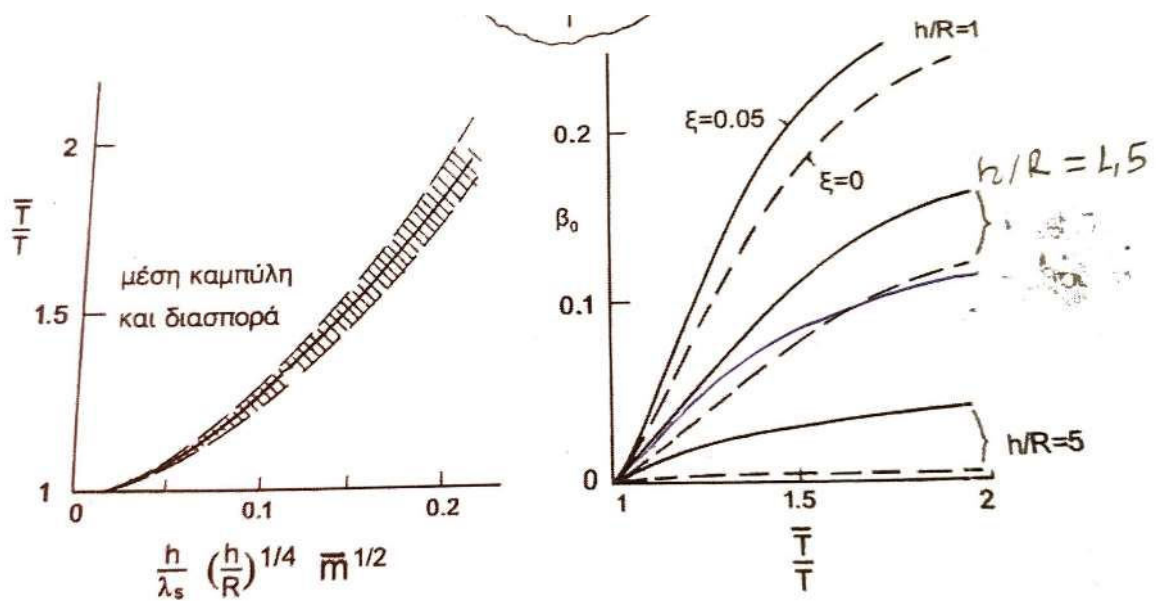 2
T̅
T
μέση καμπύλη
και διασπορά
1.5
1
0
0.1
0.2
h/λs (h/R)^1/4 m̅^1/2
h/R=1
ξ=0.05
0.2
ξ=0
h/R = 1,5
β₀
0.1
h/R=5
0
1
1.5
2
T̅
T